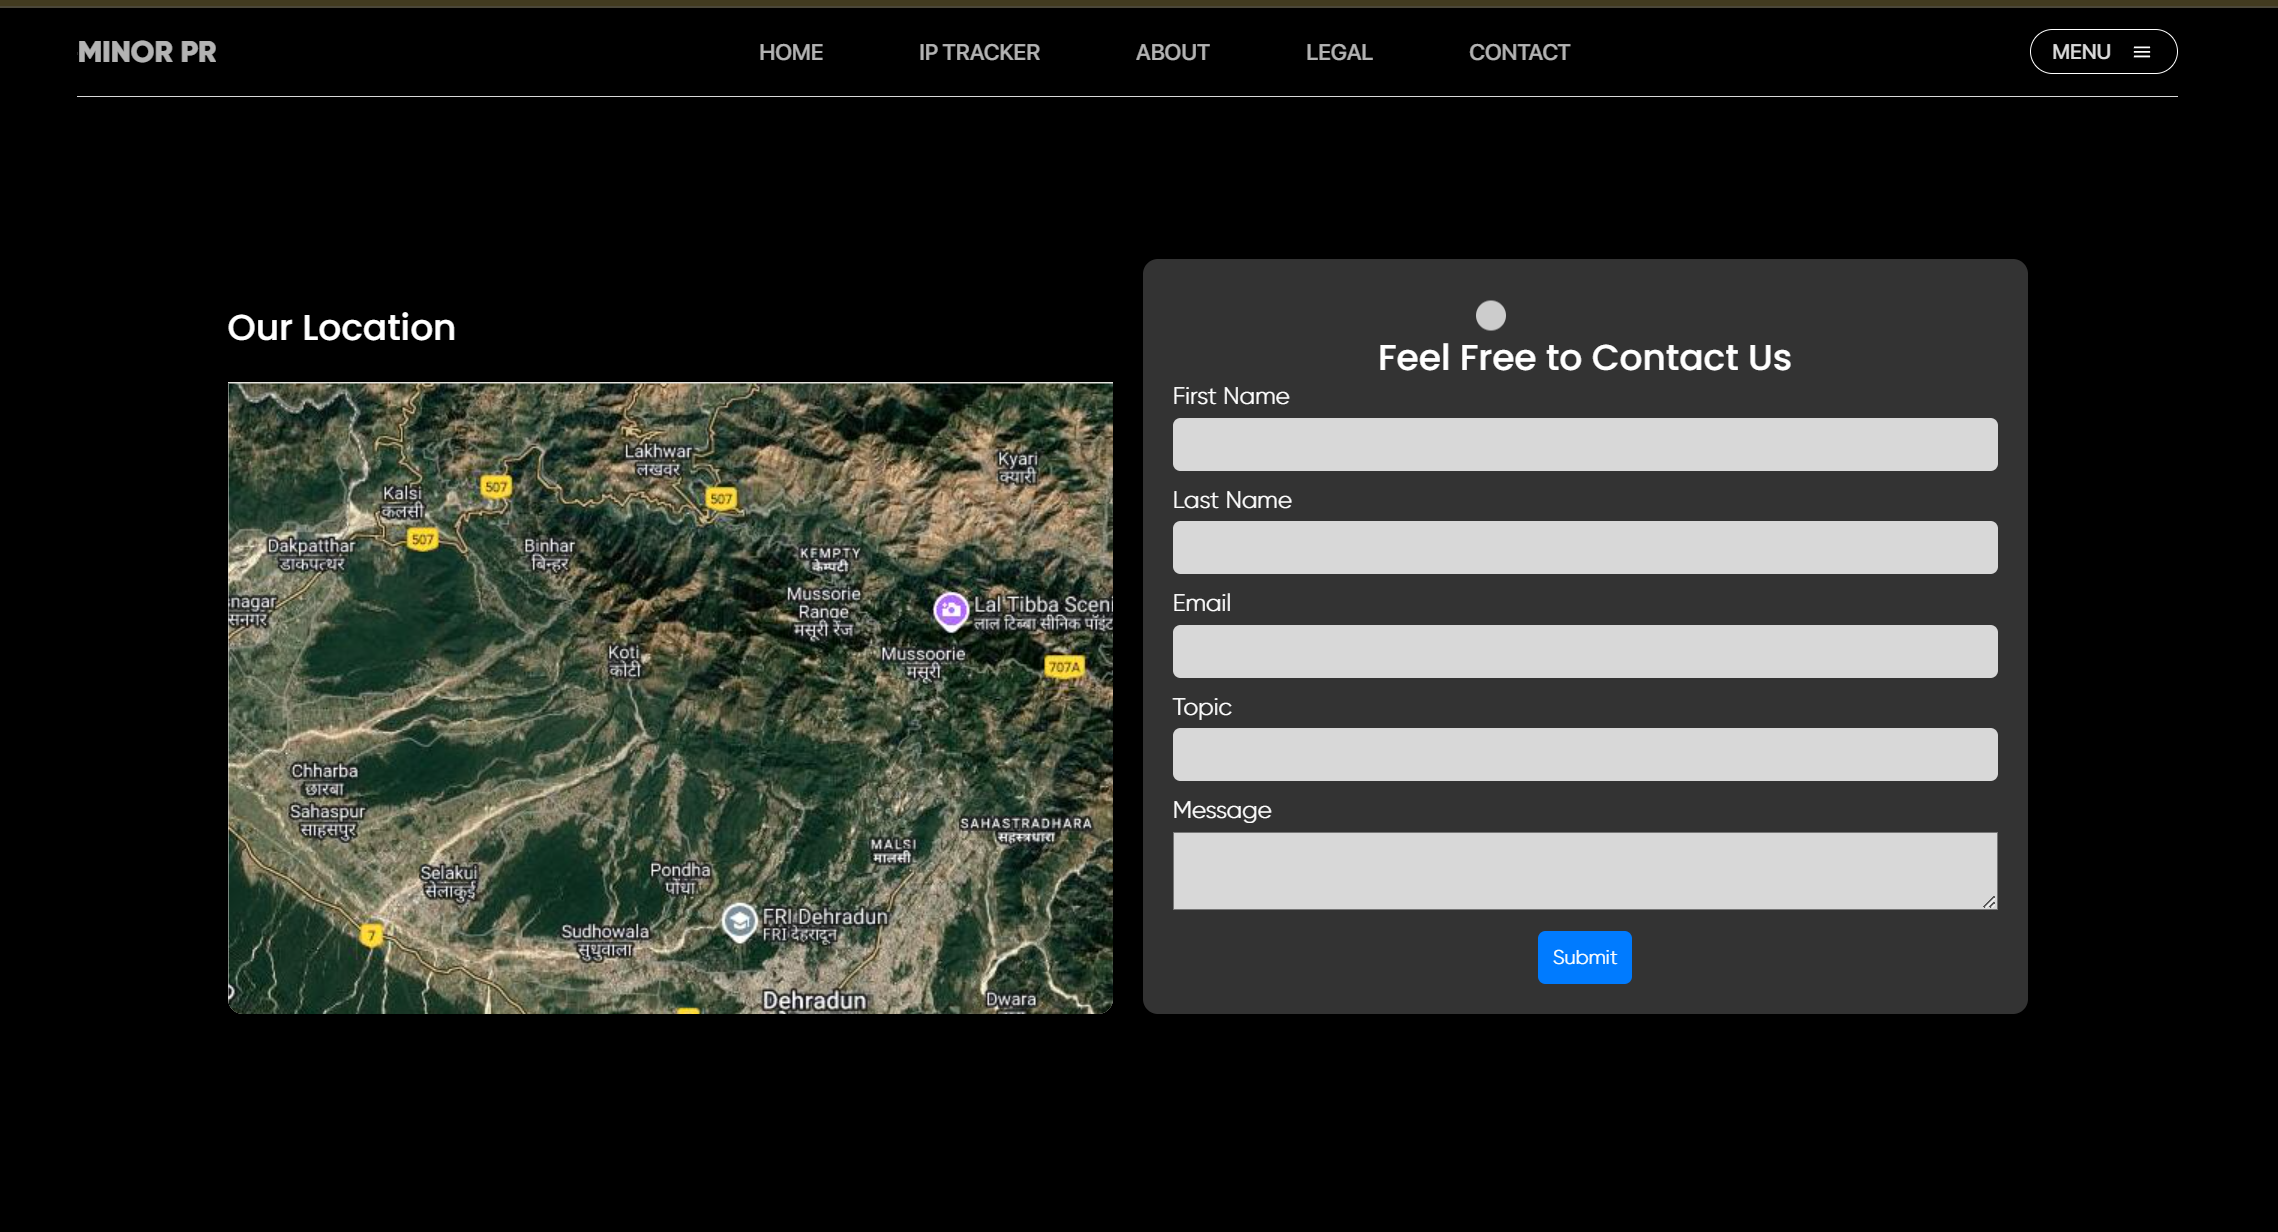 MINOR PR
HOME
IP TRACKER
ABOUT
LEGAL
CONTACT
MENU
Our Location
Lakhwar
लखवर
Kyari
क्यारी
507
507
Kalsi
कलसी
507
Dakpatthar
डाकपत्थर
Binhar
बिन्हर
KEMPTY
केम्पटी
Mussorie
Range
मसूरी रेंज
snagar
सनगर
Lal Tibba Sceni
लाल टिब्बा सीनिक पॉइंट
Koti
कोटी
Mussoorie
मसूरी
707A
Chharba
छारबा
Sahaspur
साहसपुर
SAHASTRADHARA
सहस्त्रधारा
MALSI
मालसी
Selakui
सेलाकुई
Pondha
पोंधा
FRI Dehradun
FRI देहरादून
7
Sudhowala
सुधुवाला
Dehradun
Dwara
Feel Free to Contact Us
First Name
Last Name
Email
Topic
Message
Submit